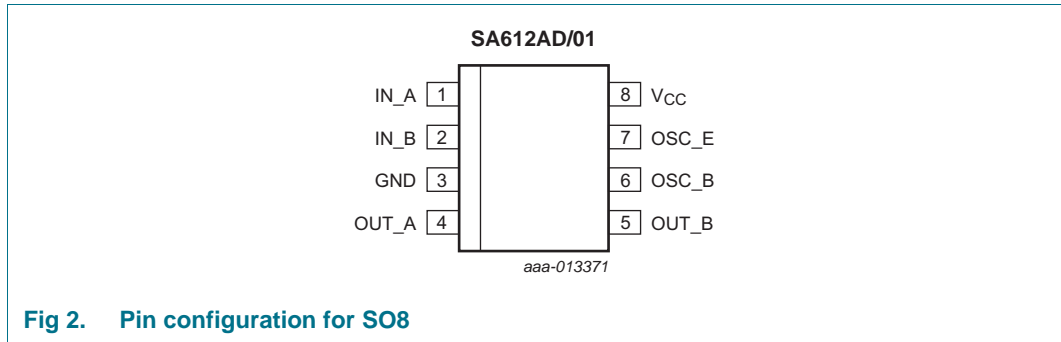 SA612AD/01
IN_A 1 8 VCC
IN_B 2 7 OSC_E
GND 3 6 OSC_B
OUT_A 4 5 OUT_B
aaa-013371
Fig 2. Pin configuration for SO8